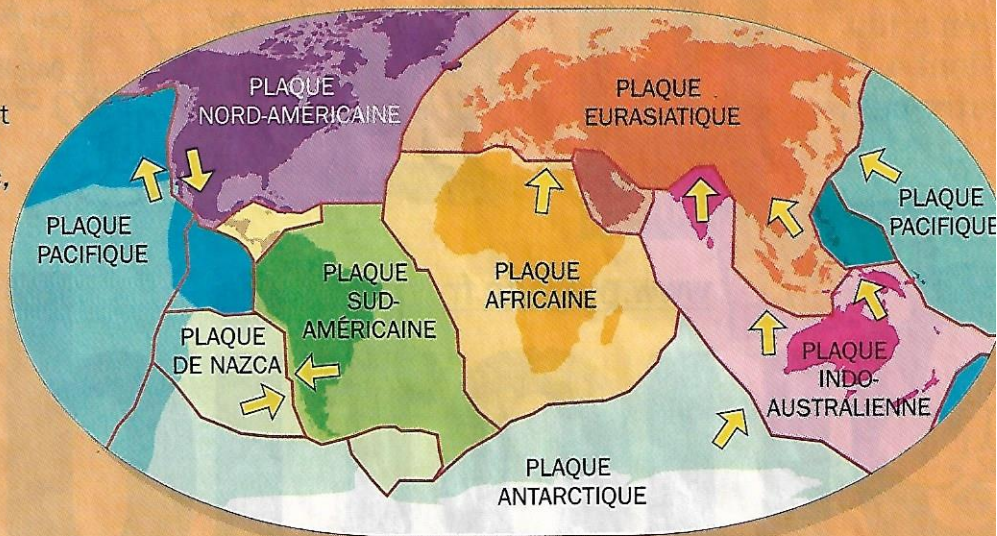 t
,
PLAQUE
NORD-AMÉRICAINE
PLAQUE
EURASIATIQUE
PLAQUE
PACIFIQUE
PLAQUE
PACIFIQUE
PLAQUE
SUD-
AMÉRICAINE
PLAQUE
AFRICAINE
PLAQUE
DE NAZCA
PLAQUE
INDO-
AUSTRALIENNE
PLAQUE
ANTARCTIQUE